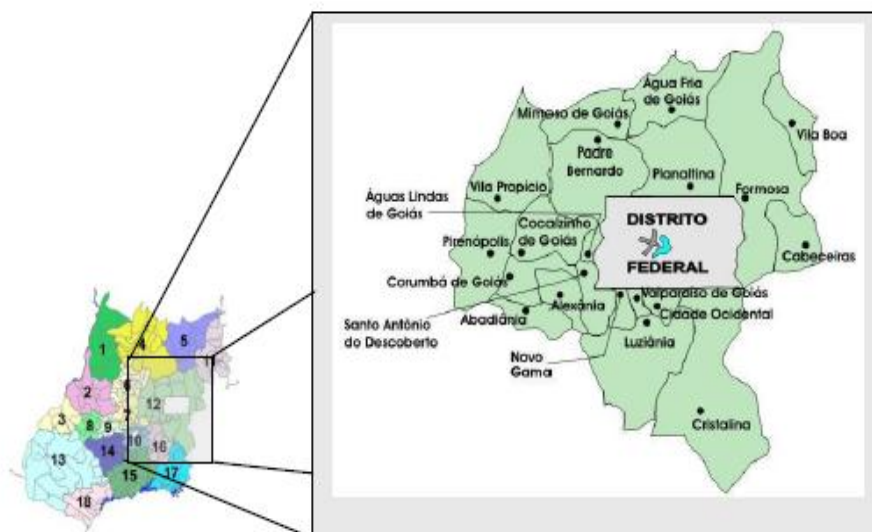 Água Fria
de Goiás
Mimoso de Goiás
Vila Boa
Padre
Bernardo
Planaltina
Vila Propício
Formosa
Águas Lindas
de Goiás
DISTRITO
FEDERAL
Cocalzinho
de Goiás
Pirenópolis
Cabeceiras
Corumbá de Goiás
Valparaíso de Goiás
Alexânia
Cidade Ocidental
Abadiânia
Santo Antônio
do Descoberto
Luziânia
Novo
Gama
Cristalina
1
4
5
11
6
2
12
7
3
8
9
10
16
14
13
17
15
18